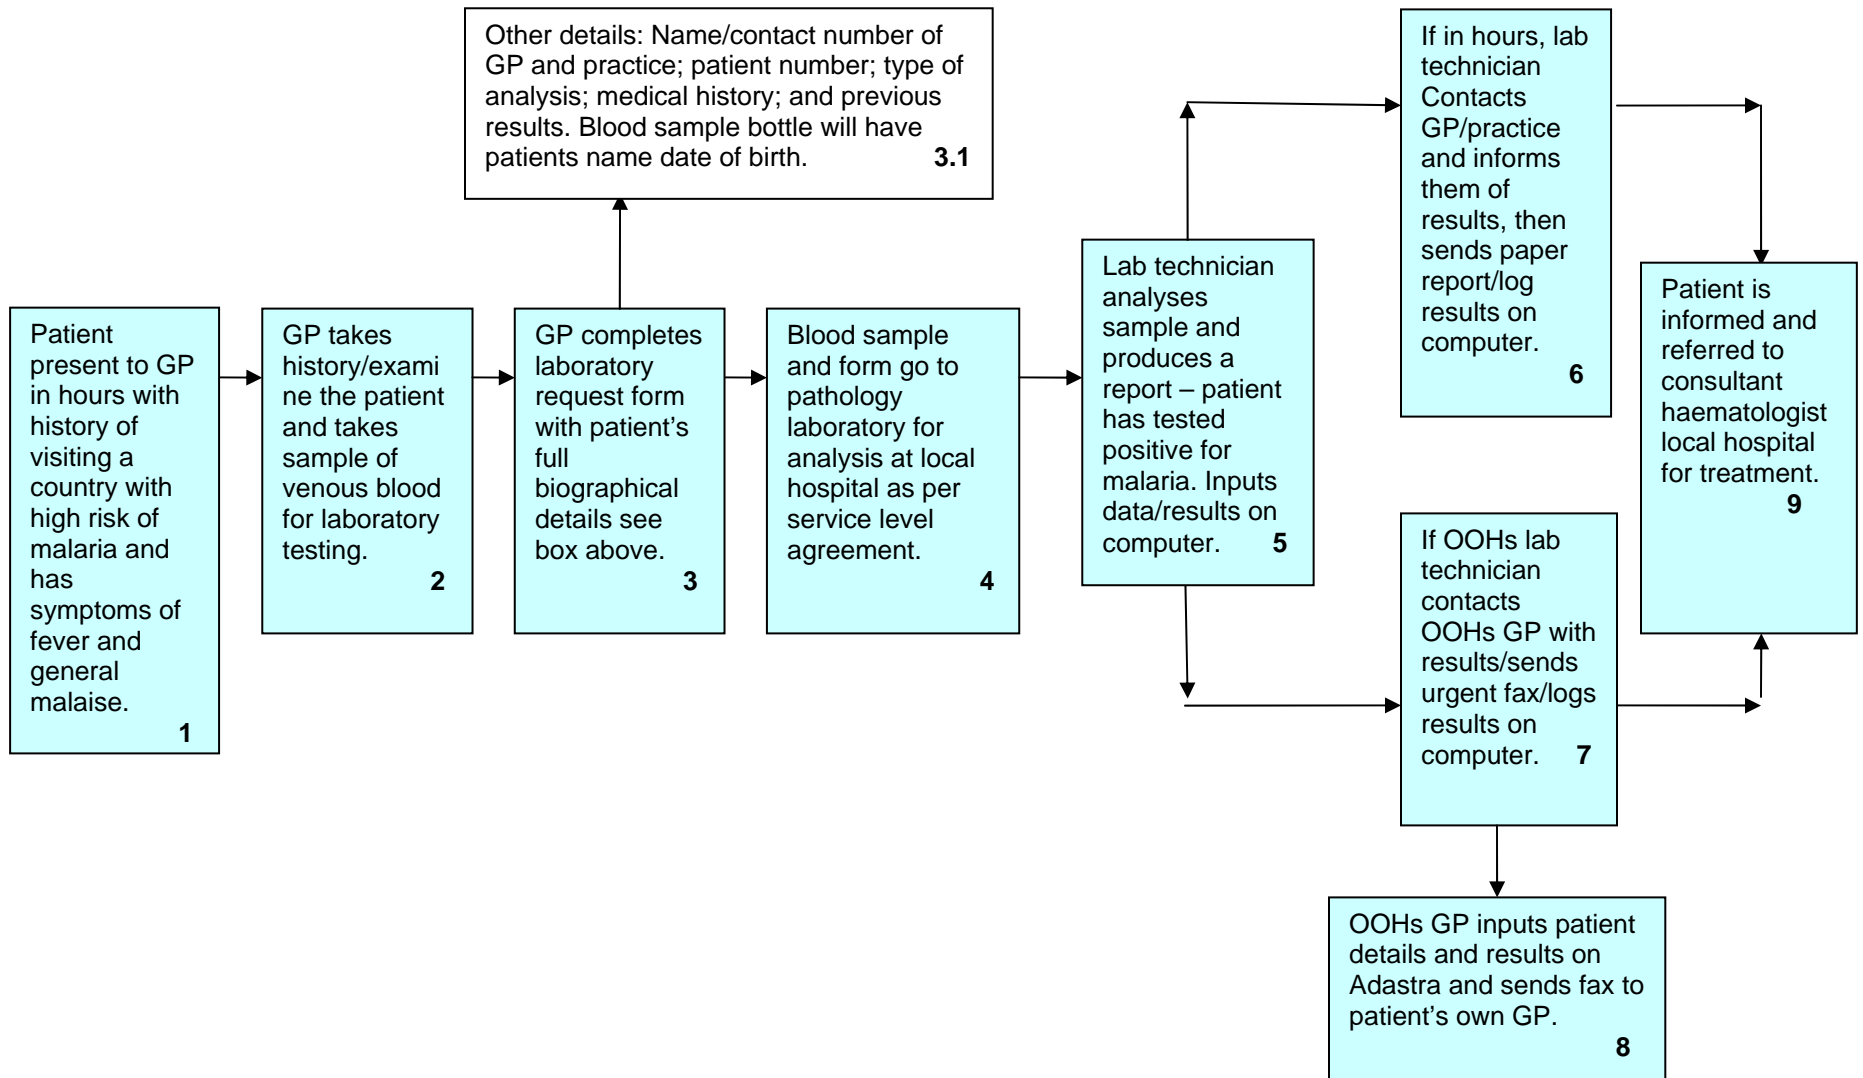 Other details: Name/contact number of
GP and practice; patient number; type of
analysis; medical history; and previous
results. Blood sample bottle will have
patients name date of birth. 3.1
Patient
present to GP
in hours with
history of
visiting a
country with
high risk of
malaria and
has
symptoms of
fever and
general
malaise.
1
GP takes
history/exami
ne the patient
and takes
sample of
venous blood
for laboratory
testing.
2
GP completes
laboratory
request form
with patient's
full
biographical
details see
box above.
3
Blood sample
and form go to
pathology
laboratory for
analysis at local
hospital as per
service level
agreement.
4
Lab technician
analyses
sample and
produces a
report – patient
has tested
positive for
malaria. Inputs
data/results on
computer. 5
If in hours, lab
technician
Contacts
GP/practice
and informs
them of
results, then
sends paper
report/log
results on
computer.
6
If OOHs lab
technician
contacts
OOHs GP with
results/sends
urgent fax/logs
results on
computer. 7
OOHs GP inputs patient
details and results on
Adastra and sends fax to
patient's own GP.
8
Patient is
informed and
referred to
consultant
haematologist
local hospital
for treatment.
9